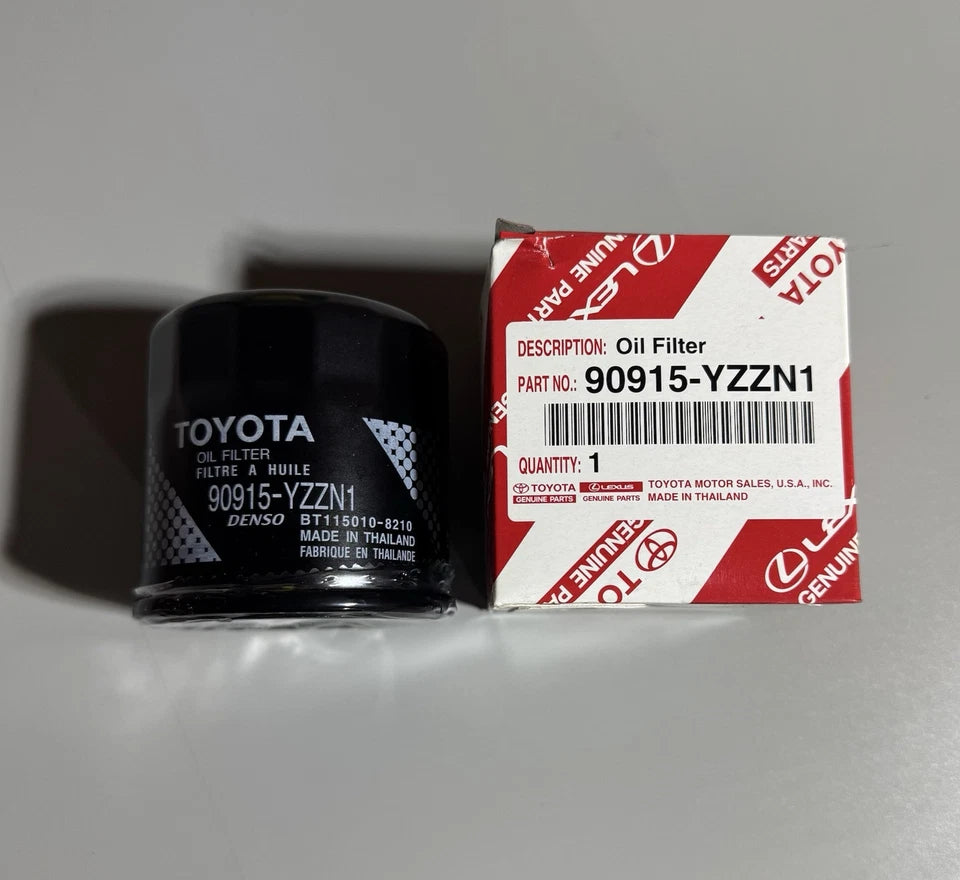 TOYOTA
OIL FILTER
FILTRE A HUILE
90915-YZZN1
DENSO BT115010-8210
MADE IN THAILAND
FABRIQUE EN THAILANDE
GENUINE PARTS
LEXUS
TOYOTA
PARTS
DESCRIPTION: Oil Filter
PART NO.: 90915-YZZN1
QUANTITY: 1
TOYOTA
GENUINE PARTS
LEXUS
GENUINE PARTS
TOYOTA MOTOR SALES, U.S.A., INC.
MADE IN THAILAND
GENUINE PA
TO
GENUINE